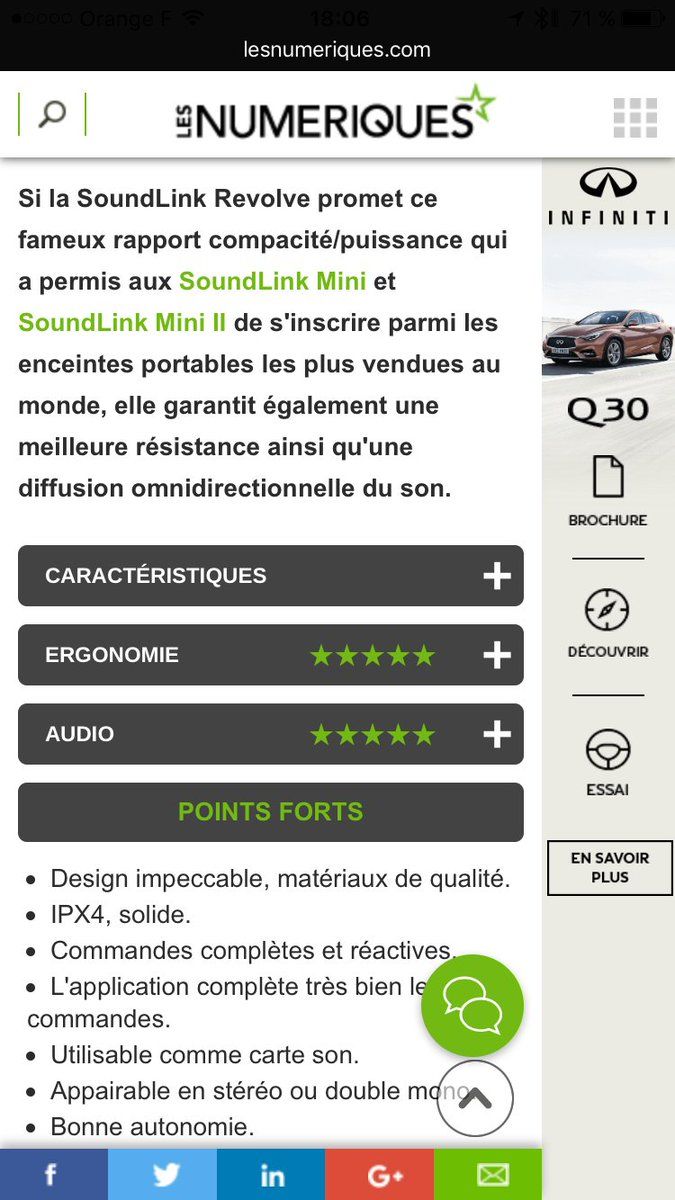 Orange F
18:06
71 %
lesnumeriques.com
LES NUMERIQUES
Si la SoundLink Revolve promet ce
fameux rapport compacité/puissance qui
a permis aux SoundLink Mini et
SoundLink Mini II de s'inscrire parmi les
enceintes portables les plus vendues au
monde, elle garantit également une
meilleure résistance ainsi qu'une
diffusion omnidirectionnelle du son.
CARACTÉRISTIQUES
ERGONOMIE
AUDIO
POINTS FORTS
• Design impeccable, matériaux de qualité.
• IPX4, solide.
• Commandes complètes et réactives.
• L'application complète très bien le
commandes.
• Utilisable comme carte son.
• Appairable en stéréo ou double mono.
• Bonne autonomie.
INFINITI
Q30
BROCHURE
DÉCOUVRIR
ESSAI
EN SAVOIR
PLUS
f
in
G+